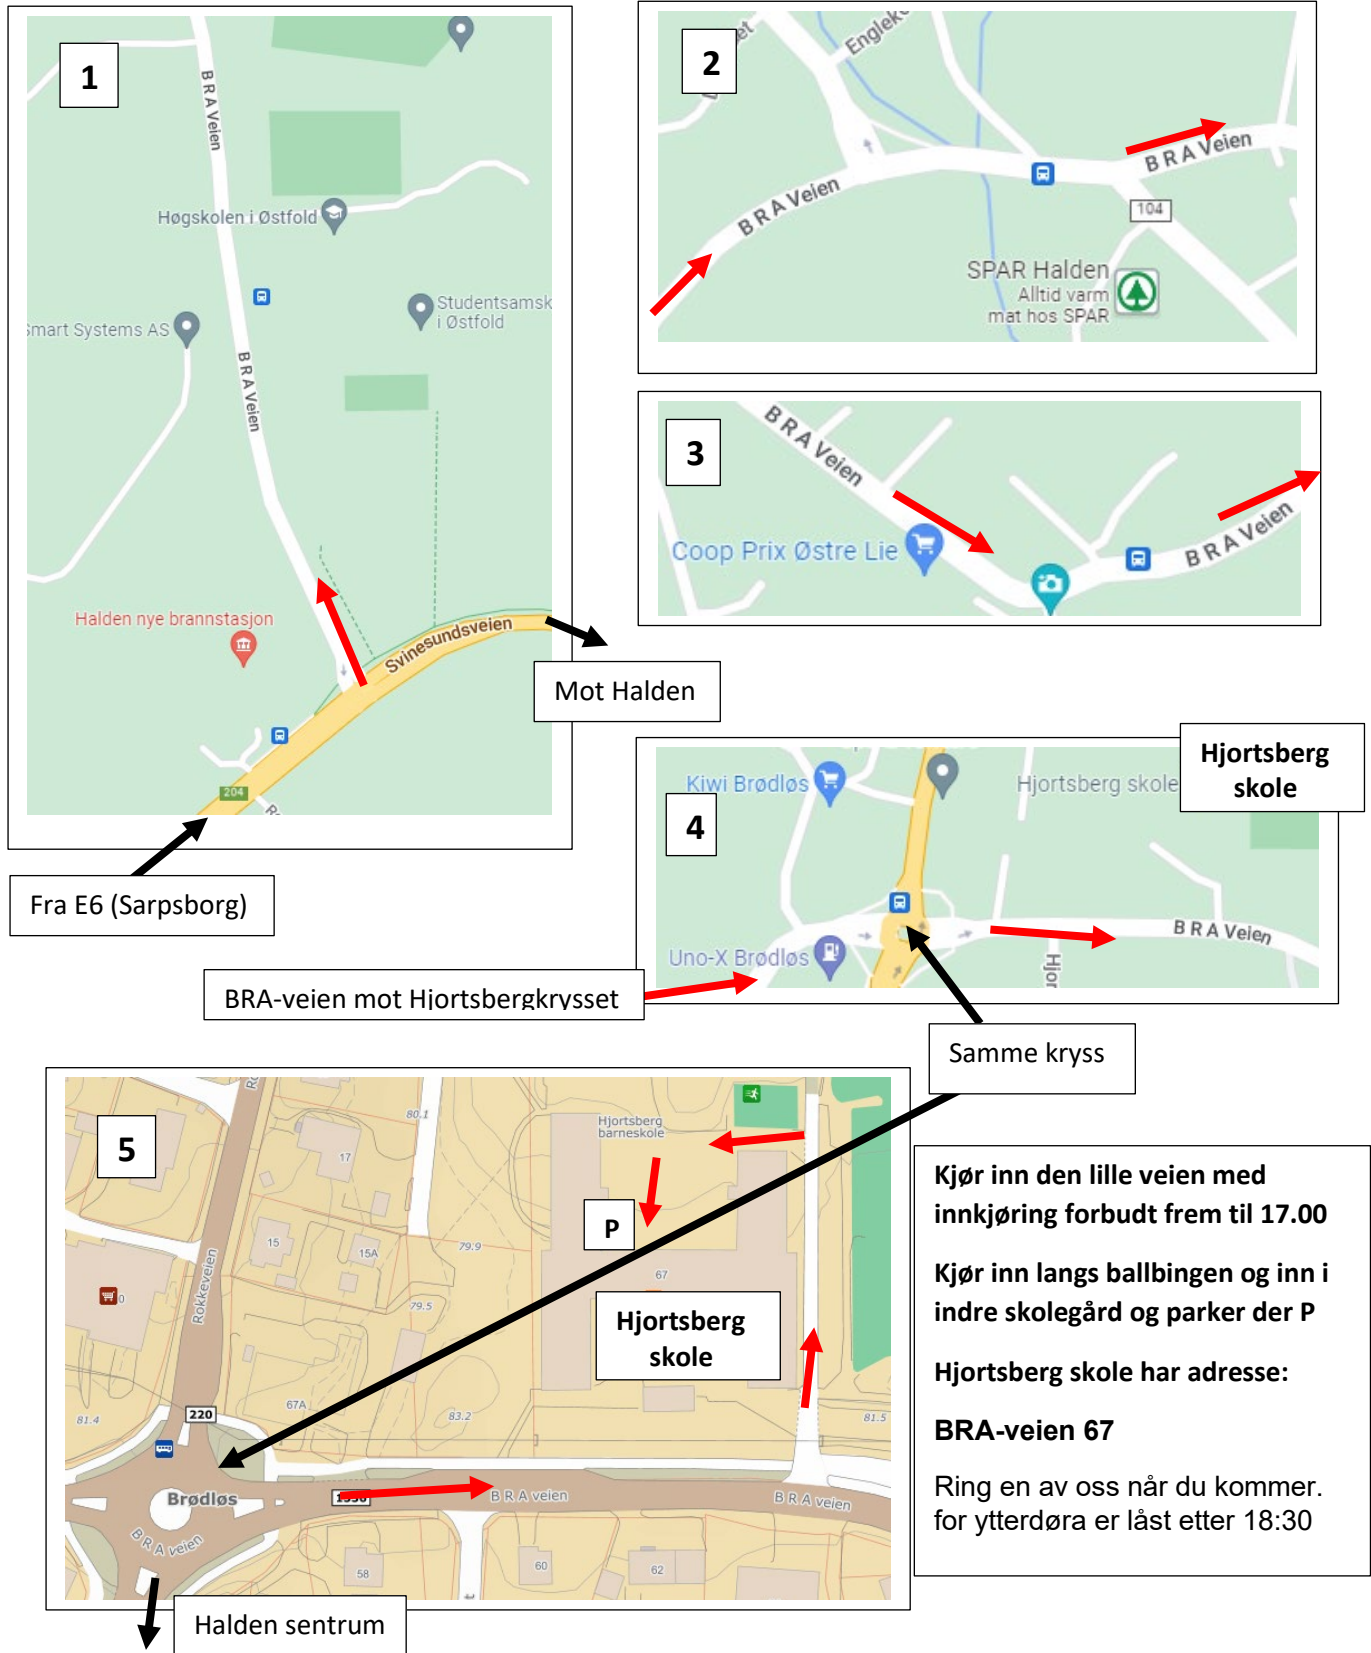 1
B R A Veien
Høgskolen i Østfold
Studentsamsk
i Østfold
Smart Systems AS
B R A Veien
Halden nye brannstasjon
Svinesundsveien
204
Mot Halden
Fra E6 (Sarpsborg)
2
Engleko
B R A Veien
B R A Veien
104
SPAR Halden
Alltid varm
mat hos SPAR
3
B R A Veien
Coop Prix Østre Lie
B R A Veien
Hjortsberg
skole
Kiwi Brødløs
Hjortsberg skole
4
B R A Veien
Uno-X Brødløs
Hjor
BRA-veien mot Hjortsbergkrysset
Samme kryss
5
80.1
Hjortsberg
barneskole
17
P
15
15A
79.9
67
Rokkeveien
79.5
Hjortsberg
skole
67A
81.4
220
83.2
81.5
Brødløs
B R A veien
B R A veien
B R A veien
58
60
62
Halden sentrum
Kjør inn den lille veien med
innkjøring forbudt frem til 17.00
Kjør inn langs ballbingen og inn i
indre skolegård og parker der P
Hjortsberg skole har adresse:
BRA-veien 67
Ring en av oss når du kommer.
for ytterdøra er låst etter 18:30